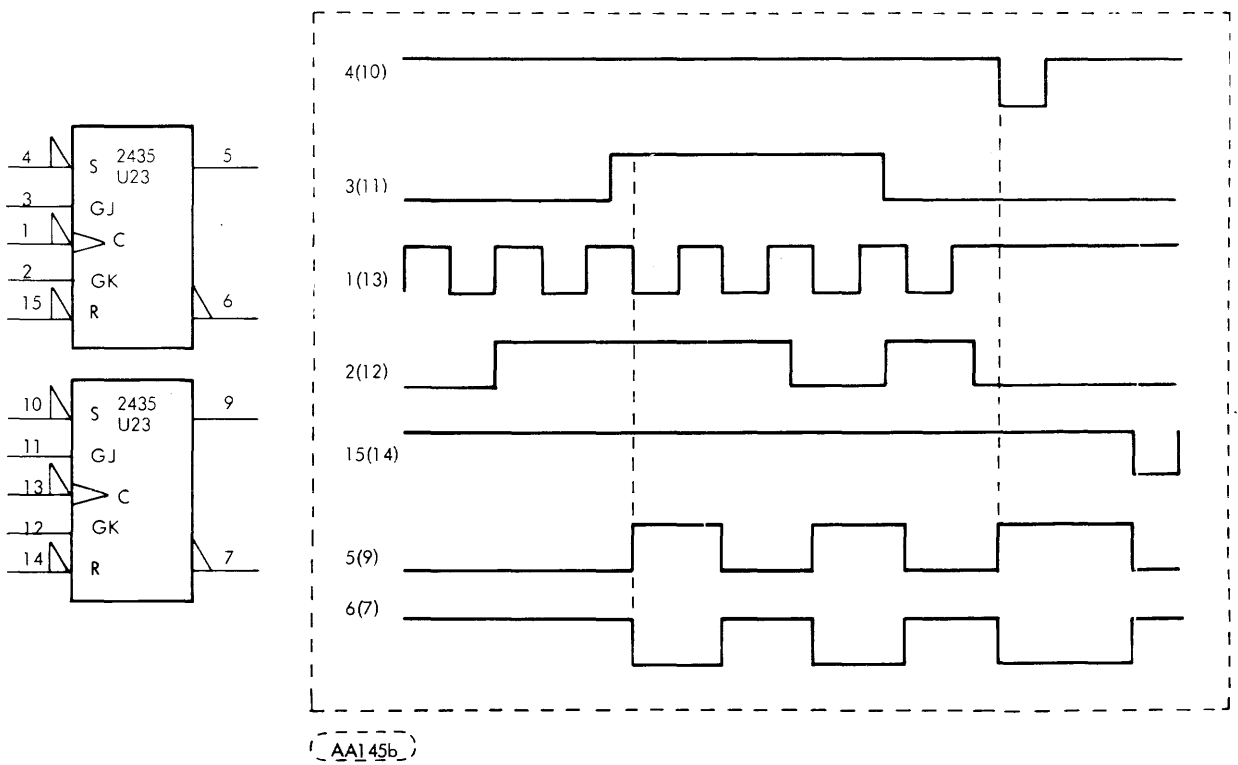 4 S 2435 5
U23
3 GJ
1 C
2 GK
15 R 6
10 S 2435 9
U23
11 GJ
13 C
12 GK
14 R 7
4(10)
3(11)
1(13)
2(12)
15(14)
5(9)
6(7)
AA145b